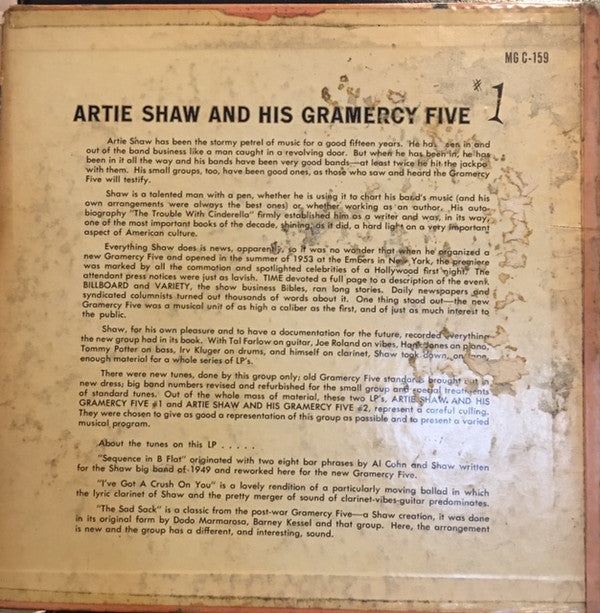 MG C-159
ARTIE SHAW AND HIS GRAMERCY FIVE #1
Artie Shaw has been the stormy petrel of music for a good fifteen years. He has been in and
out of the band business like a man caught in a revolving door. But when he has been in, he has
been in it all the way and his bands have been very good bands—at least twice he hit the jackpo
with them. His small groups, too, have been good ones, as those who saw and heard the Gramercy
Five will testify.
Shaw is a talented man with a pen, whether he is using it to chart his band's music (and his
own arrangements were always the best ones) or whether working as an author. His auto-
biography "The Trouble With Cinderella" firmly established him as a writer and was, in its way,
one of the most important books of the decade, shining, as it did, a hard light on a very important
aspect of American culture.
Everything Shaw does is news, apparently, so it was no wonder that when he organized a
new Gramercy Five and opened in the summer of 1953 at the Embers in New York, the premiere
was marked by all the commotion and spotlighted celebrities of a Hollywood first night. The
attendant press notices were just as lavish. TIME devoted a full page to a description of the event.
BILLBOARD and VARIETY, the show business Bibles, ran long stories. Daily newspapers and
syndicated columnists turned out thousands of words about it. One thing stood out—the new
Gramercy Five was a musical unit of as high a caliber as the first, and of just as much interest to
the public.
Shaw, for his own pleasure and to have a documentation for the future, recorded everything
the new group had in its book. With Tal Farlow on guitar, Joe Roland on vibes, Hank Jones on piano,
Tommy Potter on bass, Irv Kluger on drums, and himself on clarinet, Shaw took down, on tape,
enough material for a whole series of LP's.
There were new tunes, done by this group only; old Gramercy Five standards brought out in
new dress; big band numbers revised and refurbished for the small group and special treatments
of standard tunes. Out of the whole mass of material, these two LP's, ARTIE SHAW AND HIS
GRAMERCY FIVE #1 and ARTIE SHAW AND HIS GRAMERCY FIVE #2, represent a careful culling.
They were chosen to give as good a representation of this group as possible and to present a varied
musical program.
About the tunes on this LP . . . . . .
"Sequence in B Flat" originated with two eight bar phrases by Al Cohn and Shaw written
for the Shaw big band of 1949 and reworked here for the new Gramercy Five.
"I've Got A Crush On You" is a lovely rendition of a particularly moving ballad in which
the lyric clarinet of Shaw and the pretty merger of sound of clarinet-vibes-guitar predominates.
"The Sad Sack" is a classic from the post-war Gramercy Five—a Shaw creation, it was done
in its original form by Dodo Marmarosa, Barney Kessel and that group. Here, the arrangement
is new and the group has a different, and interesting, sound.